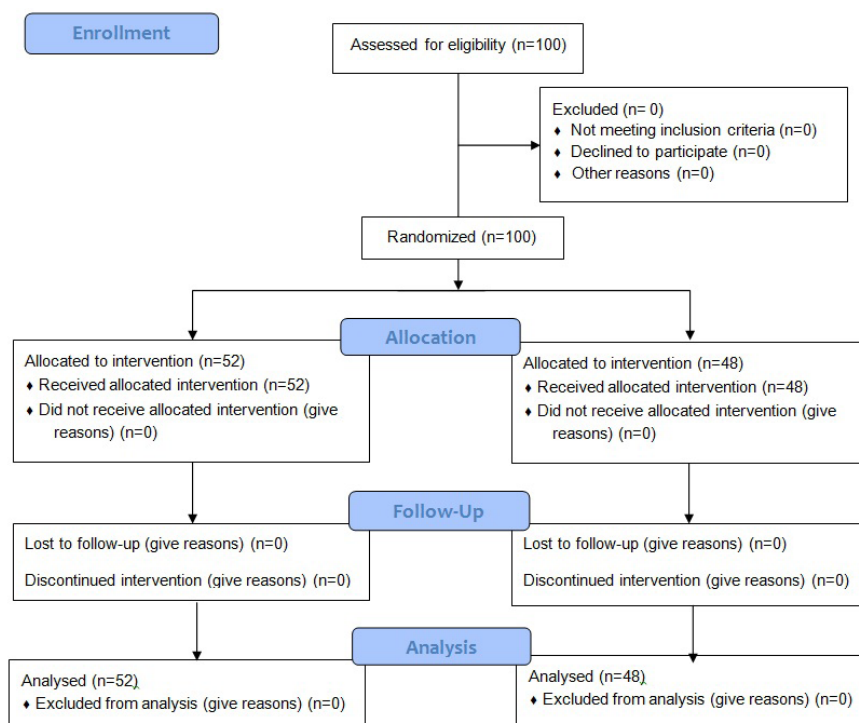 Enrollment
Assessed for eligibility (n=100)
Excluded (n= 0)
♦ Not meeting inclusion criteria (n=0)
♦ Declined to participate (n=0)
♦ Other reasons (n=0)
Randomized (n=100)
Allocation
Allocated to intervention (n=52)
♦ Received allocated intervention (n=52)
♦ Did not receive allocated intervention (give
reasons) (n=0)
Allocated to intervention (n=48)
♦ Received allocated intervention (n=48)
♦ Did not receive allocated intervention (give
reasons) (n=0)
Follow-Up
Lost to follow-up (give reasons) (n=0)
Discontinued intervention (give reasons) (n=0)
Lost to follow-up (give reasons) (n=0)
Discontinued intervention (give reasons) (n=0)
Analysis
Analysed (n=52)
♦ Excluded from analysis (give reasons) (n=0)
Analysed (n=48)
♦ Excluded from analysis (give reasons) (n=0)